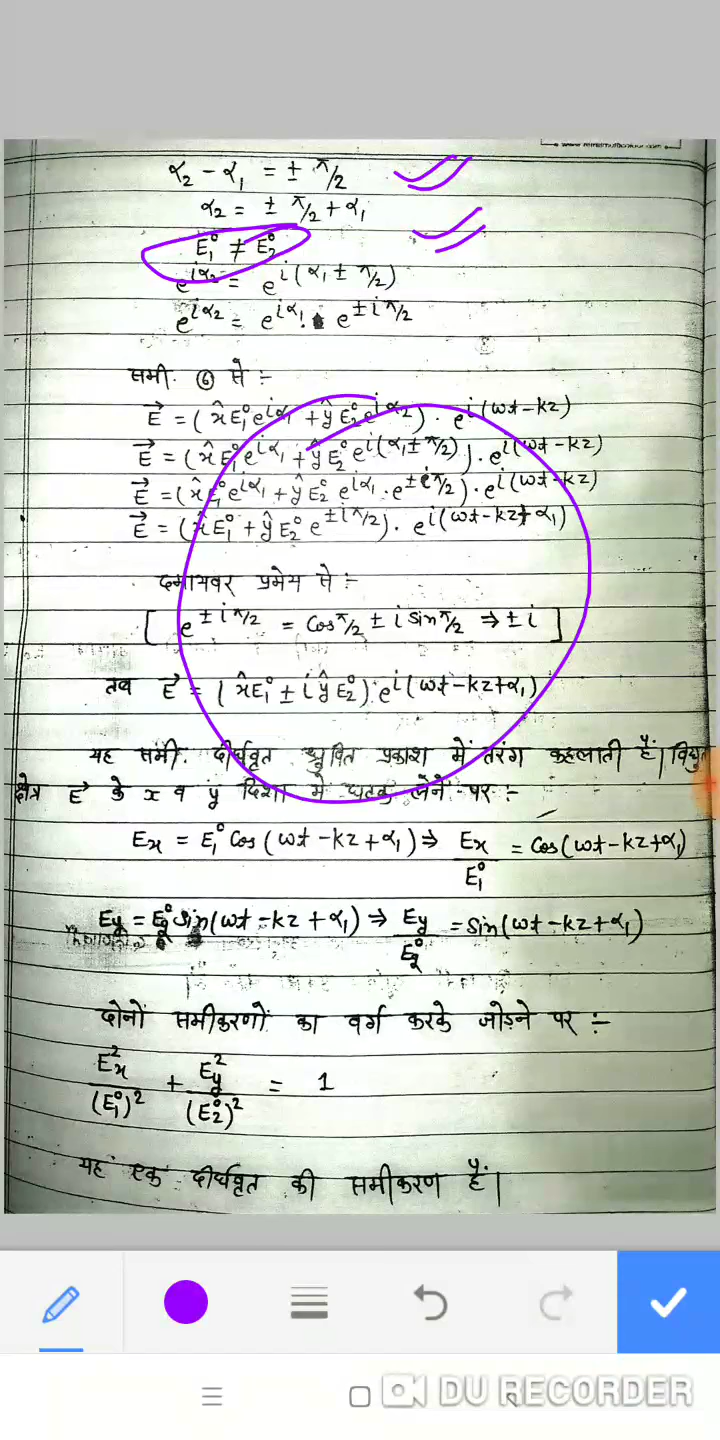 α₂ - α₁ = ± π/2
α₂ = ± π/2 + α₁
E₁° ≠ E₂°
e^{iα₂} = e^{i(α₁ ± π/2)}
e^{iα₂} = e^{iα₁} . e^{±iπ/2}
समी. ⑥ से :-
E⃗ = (x̂E₁°e^{iα₁} + ŷE₂°e^{iα₂}) . e^{i(ωt-kz)}
E⃗ = (x̂E₁°e^{iα₁} + ŷE₂°e^{i(α₁±π/2)}) . e^{i(ωt-kz)}
E⃗ = (x̂E₁°e^{iα₁} + ŷE₂° e^{iα₁} . e^{±iπ/2}) . e^{i(ωt-kz)}
E⃗ = (x̂E₁° + ŷE₂° e^{±iπ/2}) . e^{i(ωt-kz+α₁)}
दमायवर प्रमेय से :-
[ e^{±iπ/2} = Cos π/2 ± i Sin π/2 ⇒ ±i ]
तब E⃗ = (x̂E₁° ± iŷE₂°) . e^{i(ωt-kz+α₁)}
यह समी. दीर्घवृत ध्रुवित प्रकाश में तरंग कहलाती है| विद्युत
क्षेत्र E⃗ के x व y दिशा में घटक लेने पर :-
Ex = E₁° Cos(ωt-kz+α₁) ⇒ Ex/E₁° = Cos(ωt-kz+α₁)
Ey = E₂° Sin(ωt-kz+α₁) ⇒ Ey/E₂° = Sin(ωt-kz+α₁)
दोनों समीकरणों का वर्ग करके जोड़ने पर :-
Ex²/(E₁°)² + Ey²/(E₂°)² = 1
यह एक दीर्घवृत की समीकरण है|
DU RECORDER